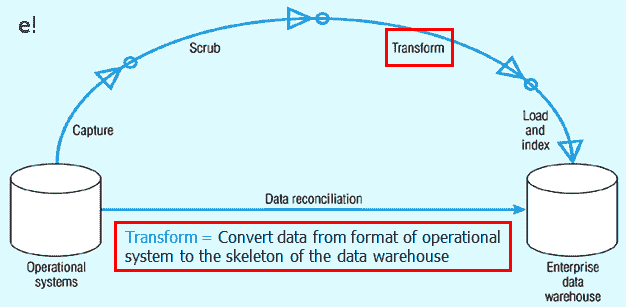 e!
Scrub
Transform
Capture
Load
and
index
Data reconciliation
Transform = Convert data from format of operational
system to the skeleton of the data warehouse
Operational
systems
Enterprise
data
warehouse